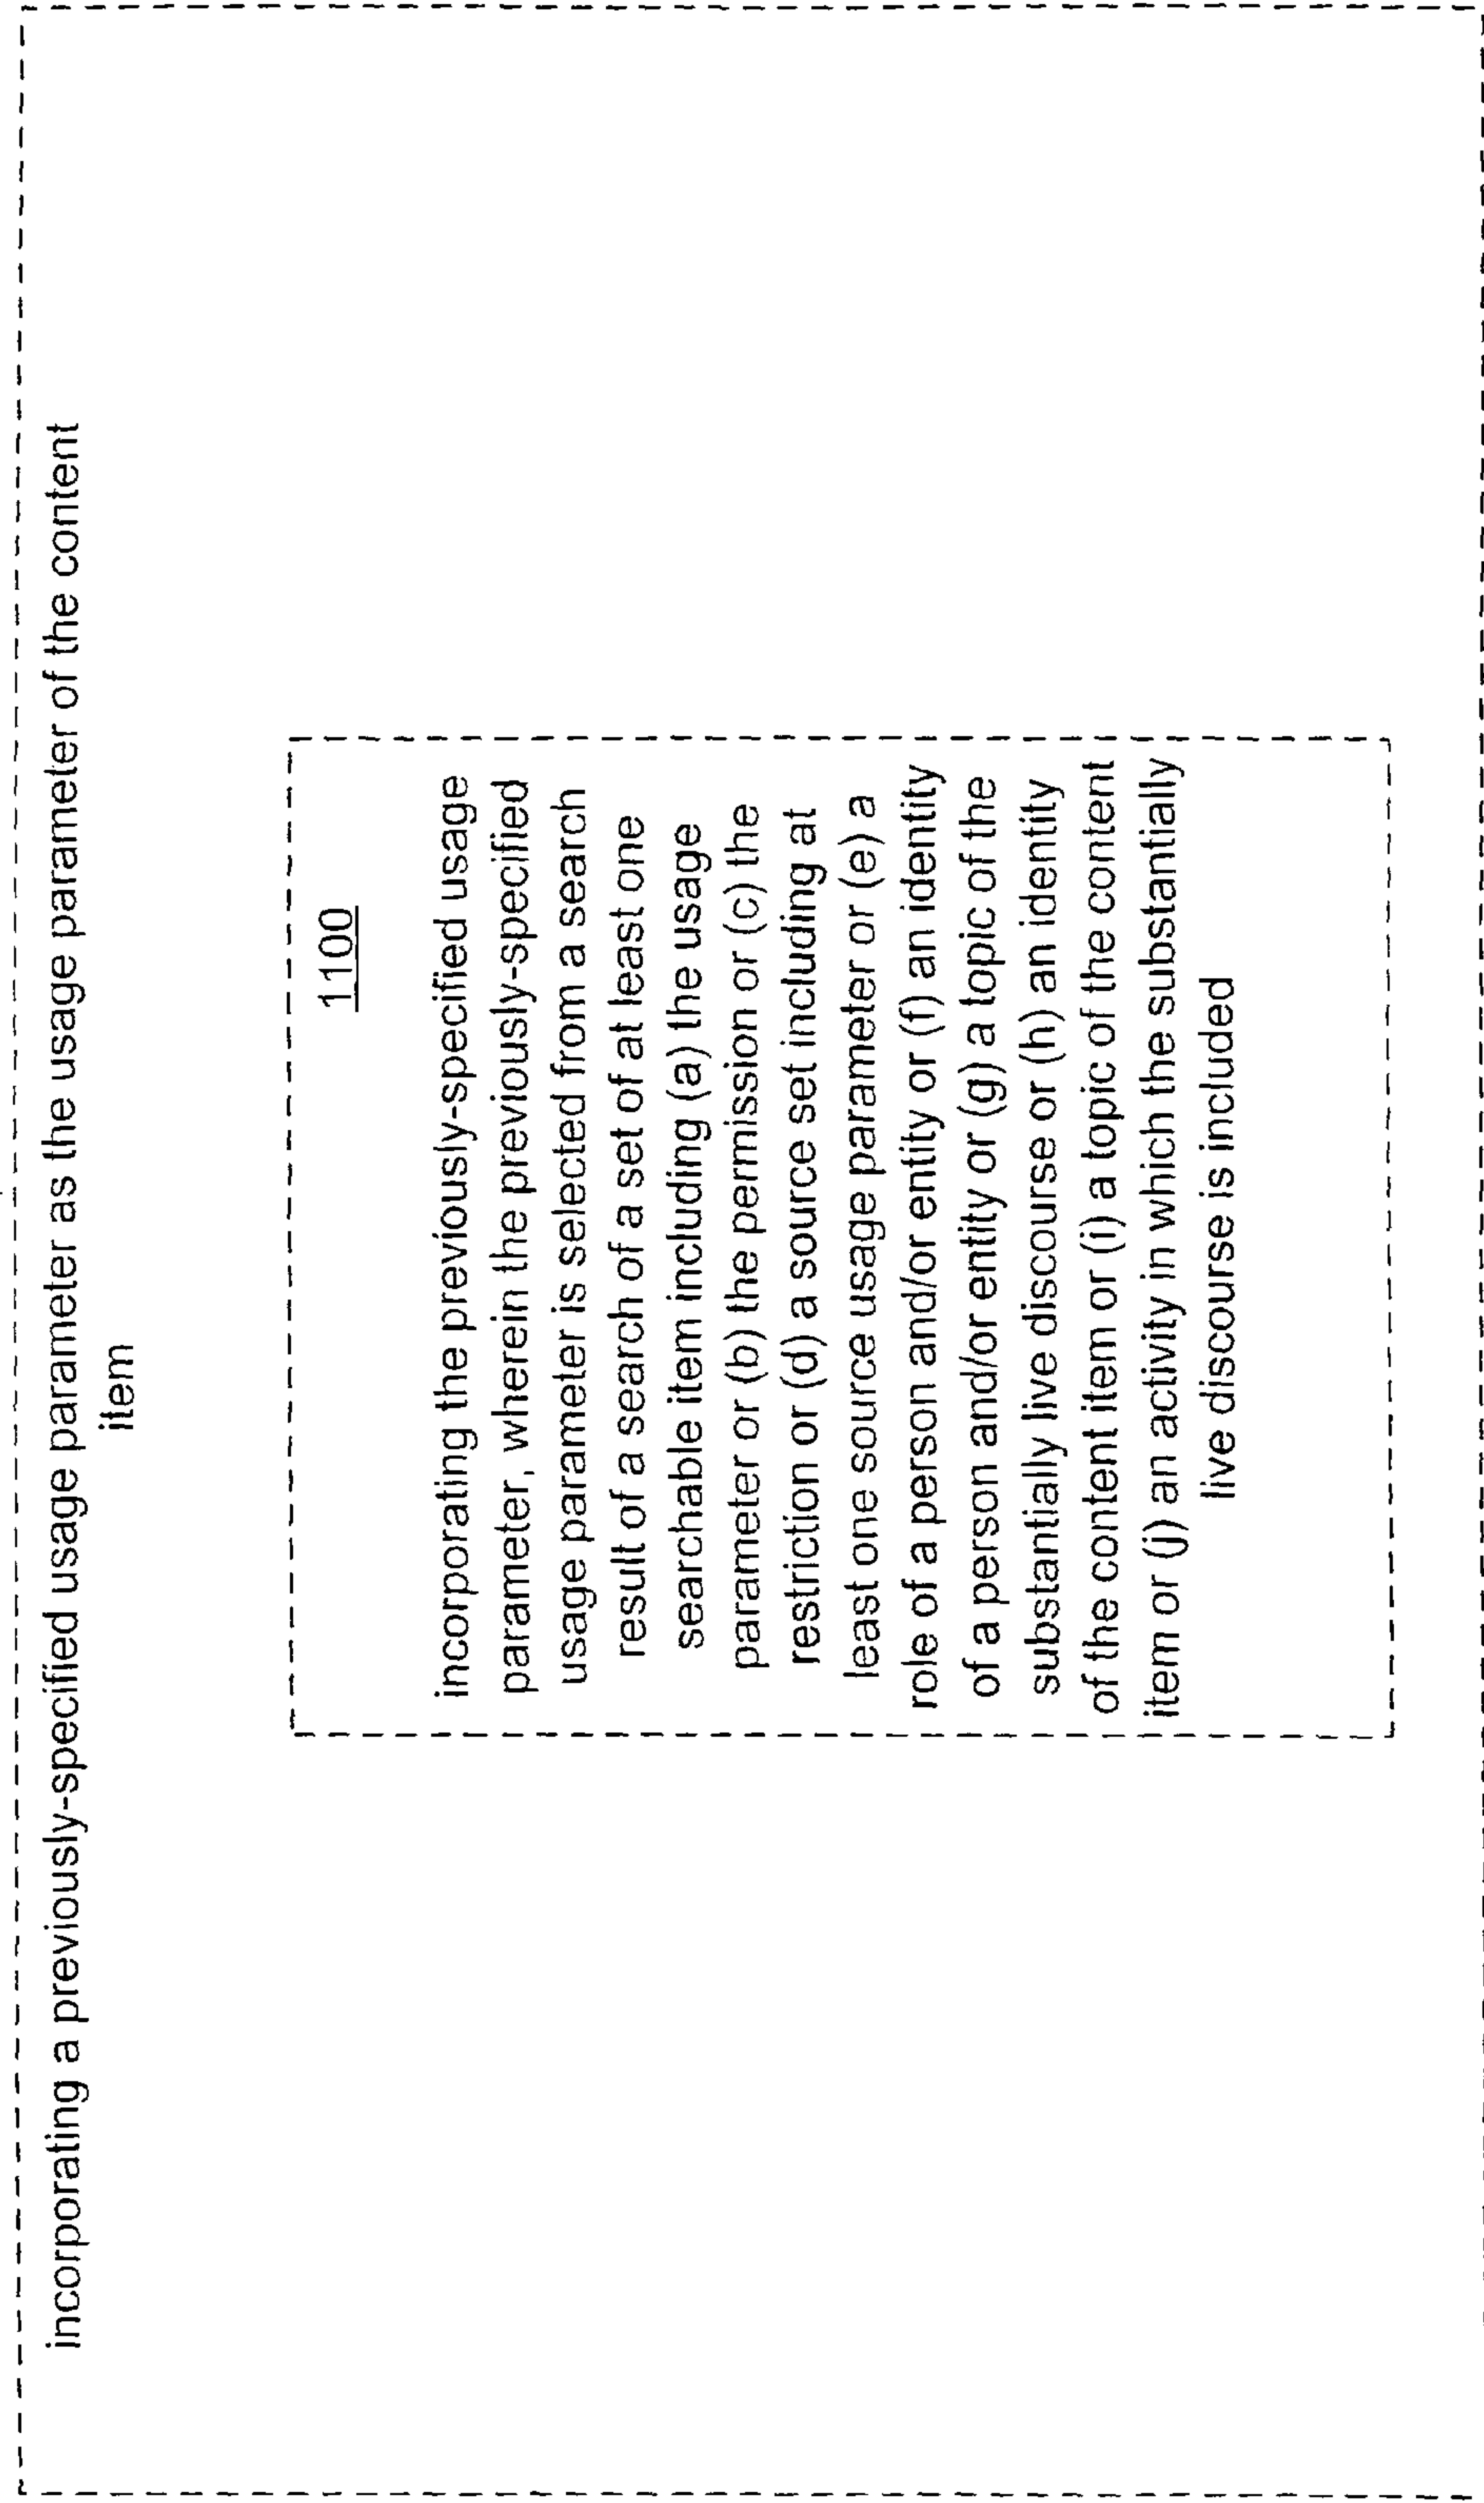 incorporating a previously-specified usage parameter as the usage parameter of the content
item
1100
incorporating the previously-specified usage
parameter, wherein the previously-specified
usage parameter is selected from a search
result of a search of a set of at least one
searchable item including (a) the usage
parameter or (b) the permission or (c) the
restriction or (d) a source set including at
least one source usage parameter or (e) a
role of a person and/or entity or (f) an identity
of a person and/or entity or (g) a topic of the
substantially live discourse or (h) an identity
of the content item or (i) a topic of the content
item or (j) an activity in which the substantially
live discourse is included